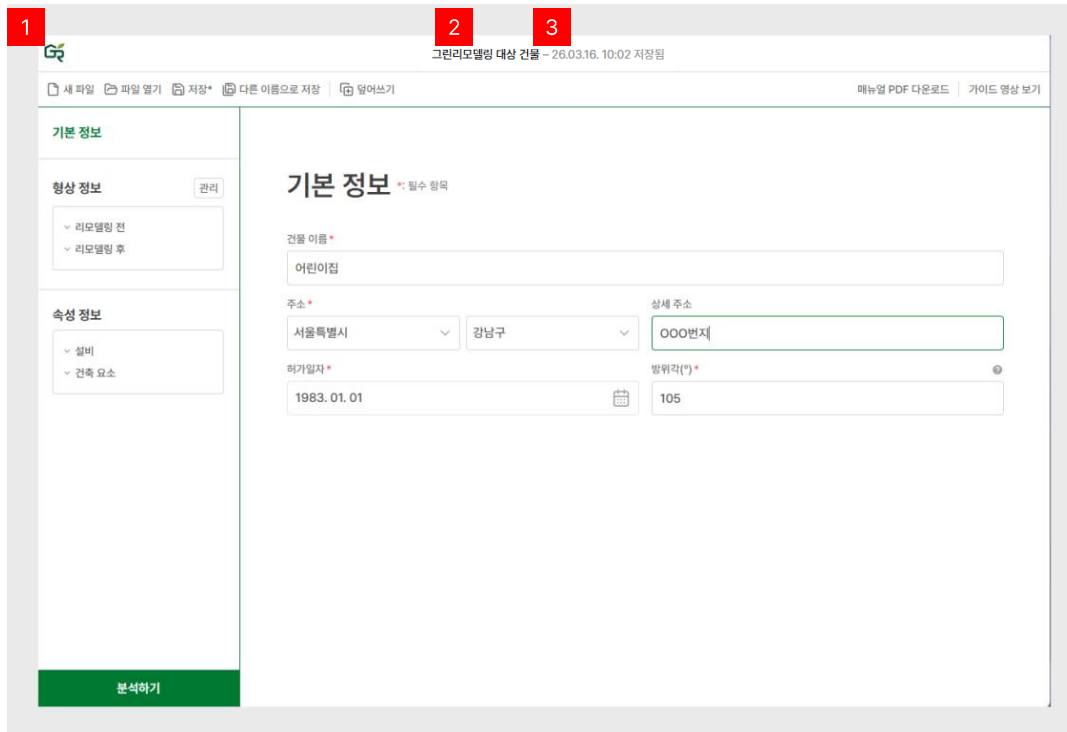 1
2
3
GR
그린리모델링 대상 건물 – 26.03.16. 10:02 저장됨
새 파일 파일 열기 저장* 다른 이름으로 저장 덮어쓰기 매뉴얼 PDF 다운로드 가이드 영상 보기
기본 정보
형상 정보 관리
리모델링 전
리모델링 후
속성 정보
설비
건축 요소
분석하기
기본 정보 *: 필수 항목
건물 이름 *
어린이집
주소 * 상세 주소
서울특별시 강남구 OOO번지
허가일자 * 방위각(°) *
1983. 01. 01 105